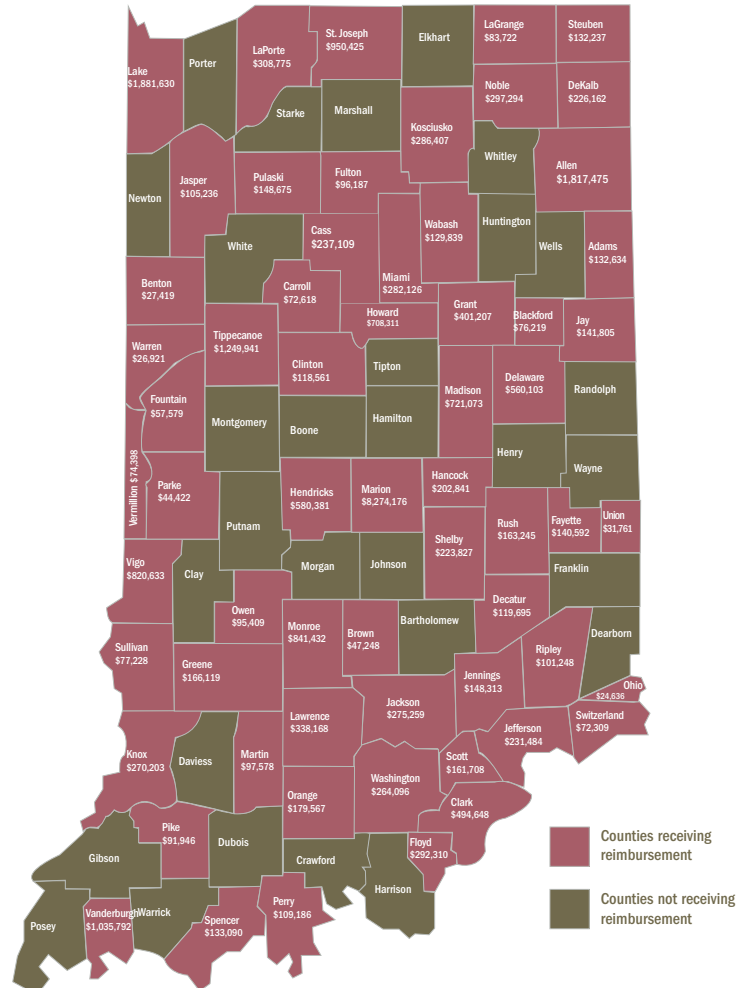 LaGrange
$83,722
Steuben
$132,237
St. Joseph
$950,425
Elkhart
LaPorte
$308,775
Porter
Lake
$1,881,630
Noble
$297,294
DeKalb
$226,162
Starke
Marshall
Kosciusko
$286,407
Whitley
Allen
$1,817,475
Newton
Jasper
$105,236
Pulaski
$148,675
Fulton
$96,187
Wabash
$129,839
Huntington
Wells
Adams
$132,634
White
Cass
$237,109
Miami
$282,126
Benton
$27,419
Carroll
$72,618
Howard
$708,311
Grant
$401,207
Blackford
$76,219
Jay
$141,805
Warren
$26,921
Tippecanoe
$1,249,941
Clinton
$118,561
Tipton
Madison
$721,073
Delaware
$560,103
Randolph
Fountain
$57,579
Montgomery
Boone
Hamilton
Henry
Wayne
Vermillion $74,398
Parke
$44,422
Putnam
Hendricks
$580,381
Marion
$8,274,176
Hancock
$202,841
Shelby
$223,827
Rush
$163,245
Fayette
$140,592
Union
$31,761
Vigo
$820,633
Clay
Morgan
Johnson
Franklin
Owen
$95,409
Monroe
$841,432
Brown
$47,248
Bartholomew
Decatur
$119,695
Dearborn
Sullivan
$77,228
Greene
$166,119
Jennings
$148,313
Ripley
$101,248
Ohio
$24,636
Switzerland
$72,309
Lawrence
$338,168
Jackson
$275,259
Jefferson
$231,484
Knox
$270,203
Daviess
Martin
$97,578
Scott
$161,708
Orange
$179,567
Washington
$264,096
Clark
$494,648
Pike
$91,946
Dubois
Floyd
$292,310
Gibson
Crawford
Harrison
Posey
Vanderburgh
$1,035,792
Warrick
Spencer
$133,090
Perry
$109,186
Counties receiving
reimbursement
Counties not receiving
reimbursement